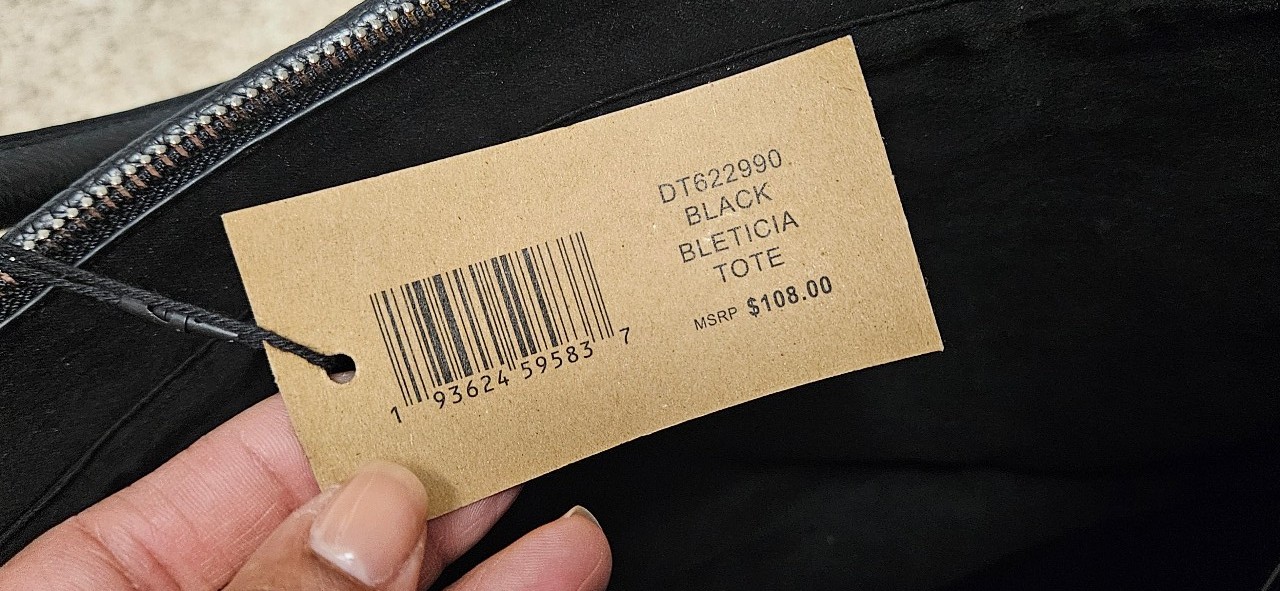 1 93624 59583 7
DT622990
BLACK
BLETICIA
TOTE
MSRP $108.00